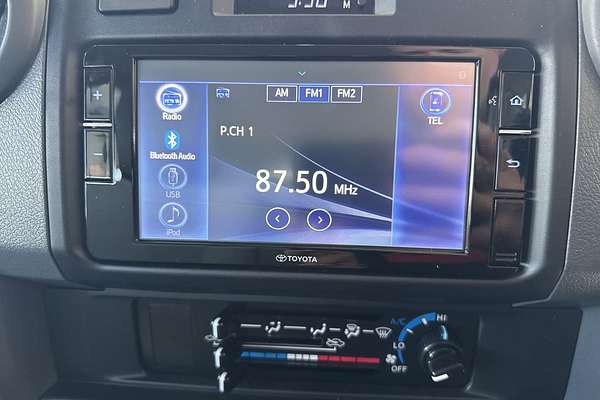 M
AM FM1 FM2
Radio
TEL
P.CH 1
Bluetooth Audio
87.50 MHz
USB
iPod
TOYOTA
A/C HI
LO
OFF